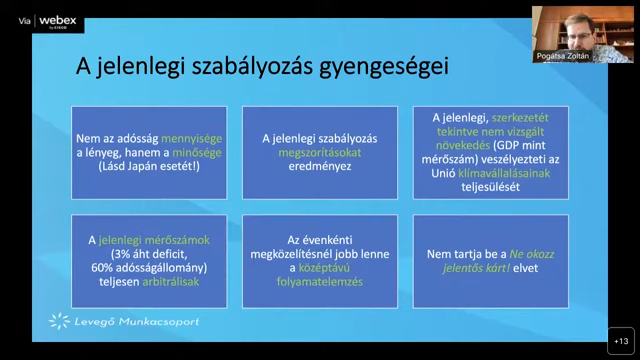 Via webex
by CISCO
Pogátsa Zoltán
A jelenlegi szabályozás gyengeségei
Nem az adósság mennyisége
a lényeg, hanem a minősége
(Lásd Japán esetét!)
A jelenlegi szabályozás
megszorításokat
eredményez
A jelenlegi, szerkezetét
tekintve nem vizsgált
növekedés (GDP mint
mérőszám) veszélyezteti az
Unió klímavállalásainak
teljesülését
A jelenlegi mérőszámok
(3% áht deficit,
60% adósságállomány)
teljesen arbitrálisak
Az évenkénti
megközelítésnél jobb lenne
a középtávú
folyamatelemzés
Nem tartja be a Ne okozz
jelentős kárt! elvet
Levegő Munkacsoport
+13